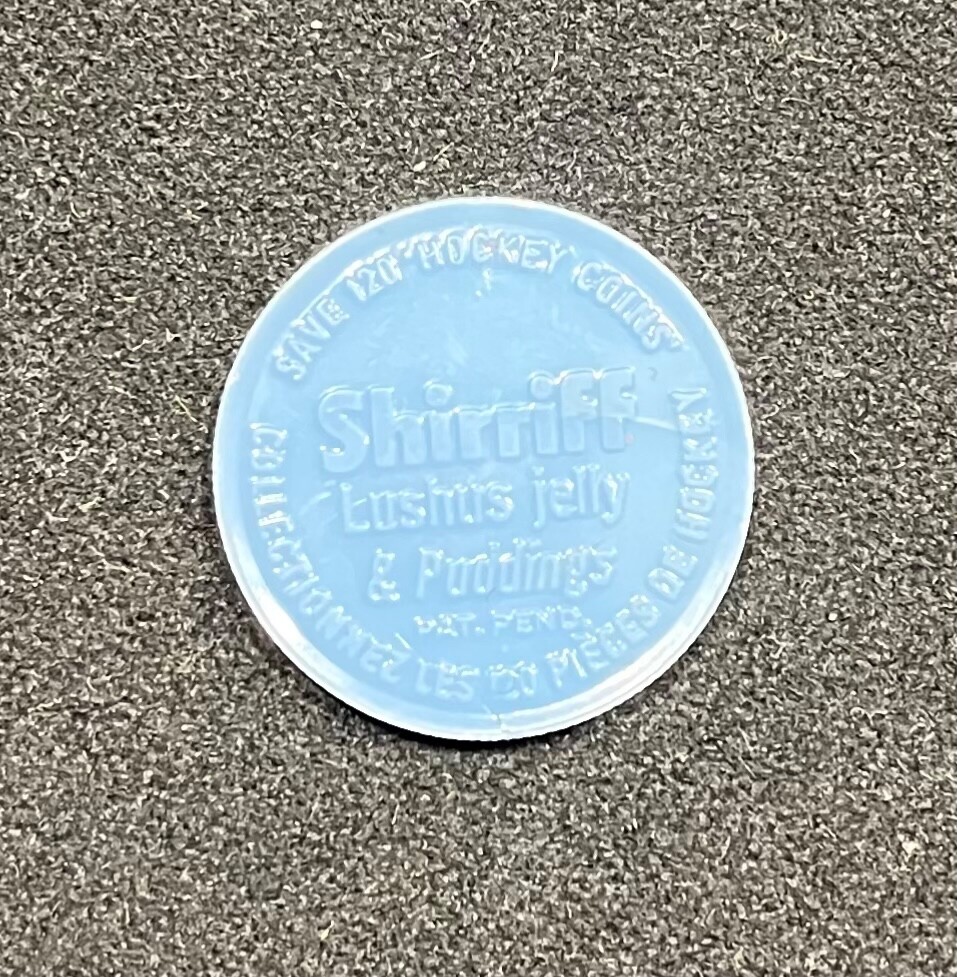 SAVE 120 'HOCKEY COINS'
Shirriff
Lushus jelly
& Puddings
PAT. PEND.
COLLECTIONNEZ LES 120 PIÈCES DE HOCKEY